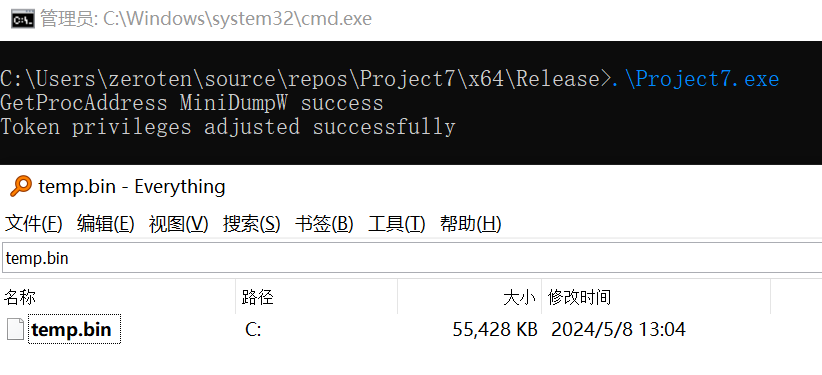 管理员: C:\Windows\system32\cmd.exe
C:\Users\zeroten\source\repos\Project7\x64\Release>.\Project7.exe
GetProcAddress MiniDumpW success
Token privileges adjusted successfully
temp.bin - Everything
文件(F) 编辑(E) 视图(V) 搜索(S) 书签(B) 工具(T) 帮助(H)
temp.bin
名称 路径 大小 修改时间
temp.bin C: 55,428 KB 2024/5/8 13:04